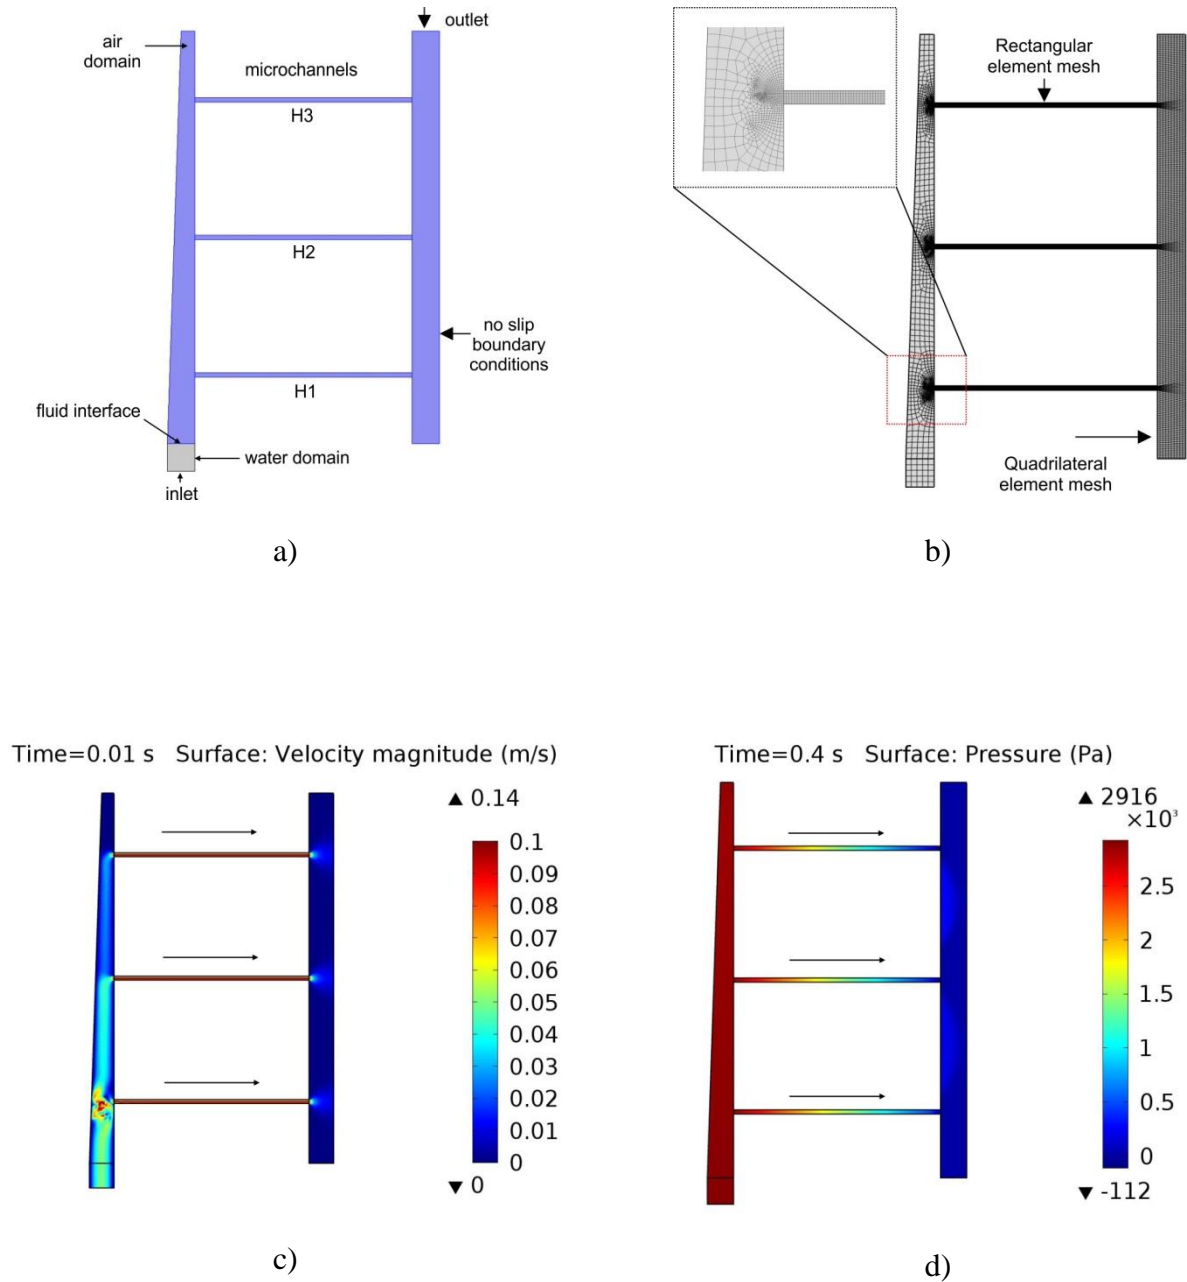 outlet
air
domain
microchannels
H3
H2
no slip
boundary
conditions
H1
fluid interface
water domain
inlet
a)
Rectangular
element mesh
Quadrilateral
element mesh
b)
Time=0.01 s Surface: Velocity magnitude (m/s)
▲ 0.14
0.1
0.09
0.08
0.07
0.06
0.05
0.04
0.03
0.02
0.01
0
▼ 0
c)
Time=0.4 s Surface: Pressure (Pa)
▲ 2916
×10³
2.5
2
1.5
1
0.5
0
▼ -112
d)